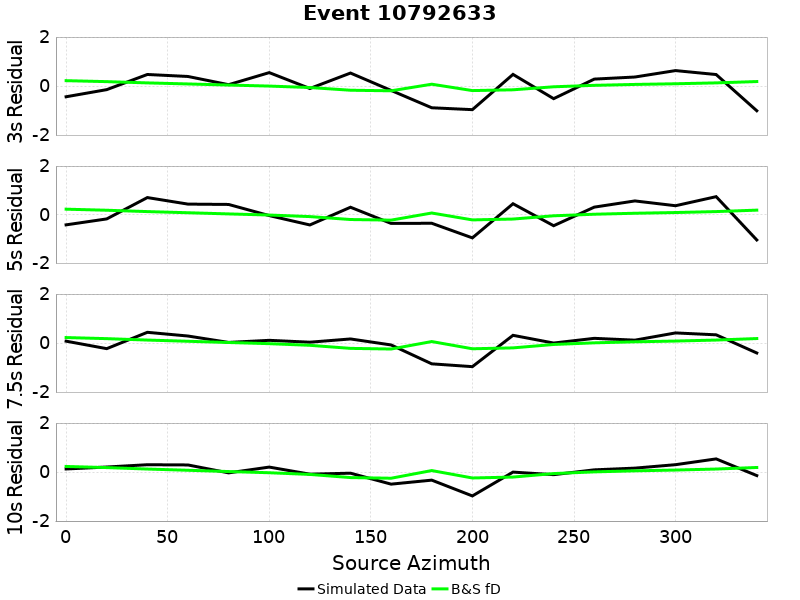 Event 10792633
3s Residual
2
0
-2
5s Residual
2
0
-2
7.5s Residual
2
0
-2
10s Residual
2
0
-2
0 50 100 150 200 250 300
Source Azimuth
Simulated Data B&S fD